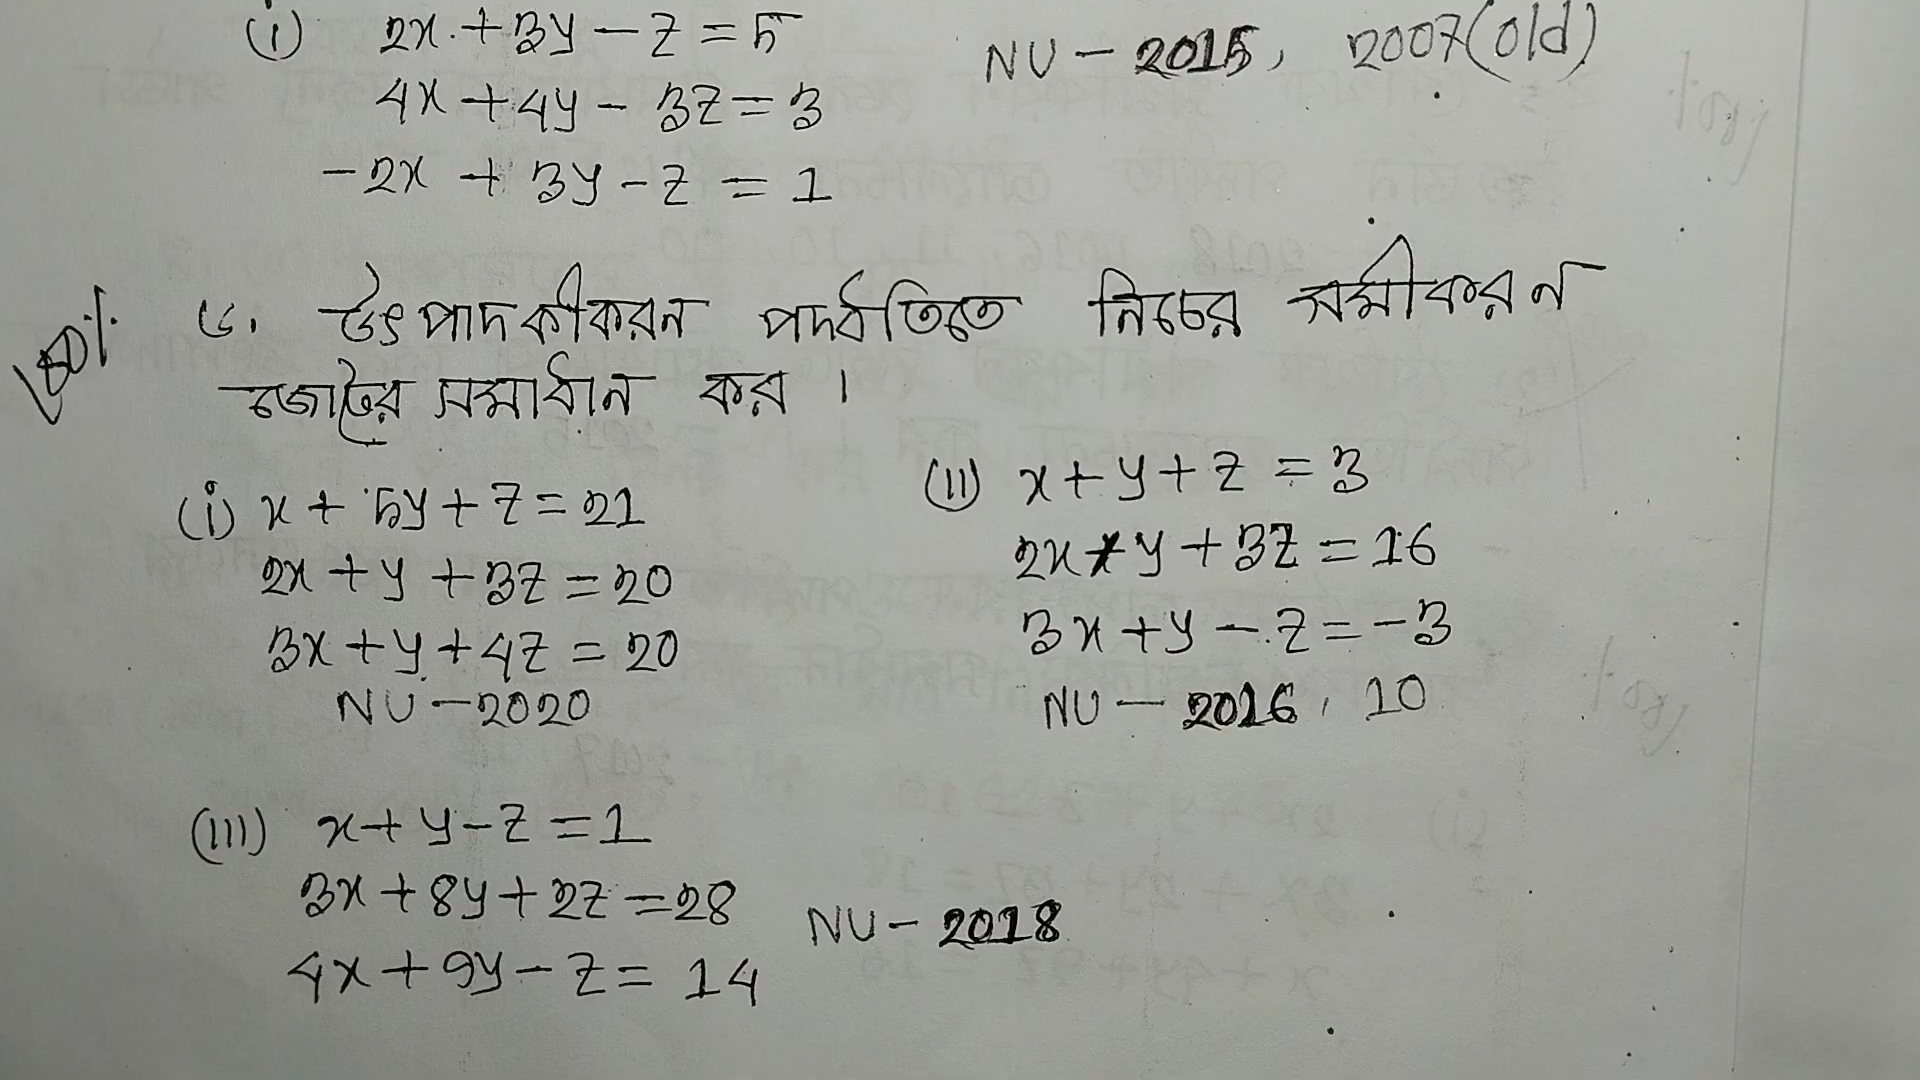 (i) 2x + 3y - z = 5 NU - 2015, 2007(old)
4x + 4y - 3z = 3
-2x + 3y - z = 1
100% ৬. উৎপাদকীকরন পদ্ধতিতে নিচের সমীকরন
জোটের সমাধান কর ।
(i) x + 5y + z = 21
2x + y + 3z = 20
3x + y + 4z = 20
NU - 2020
(II) x + y + z = 3
2x + y + 3z = 16
3x + y - z = -3
NU - 2016, 10
(III) x + y - z = 1
3x + 8y + 2z = 28
4x + 9y - z = 14
NU - 2018